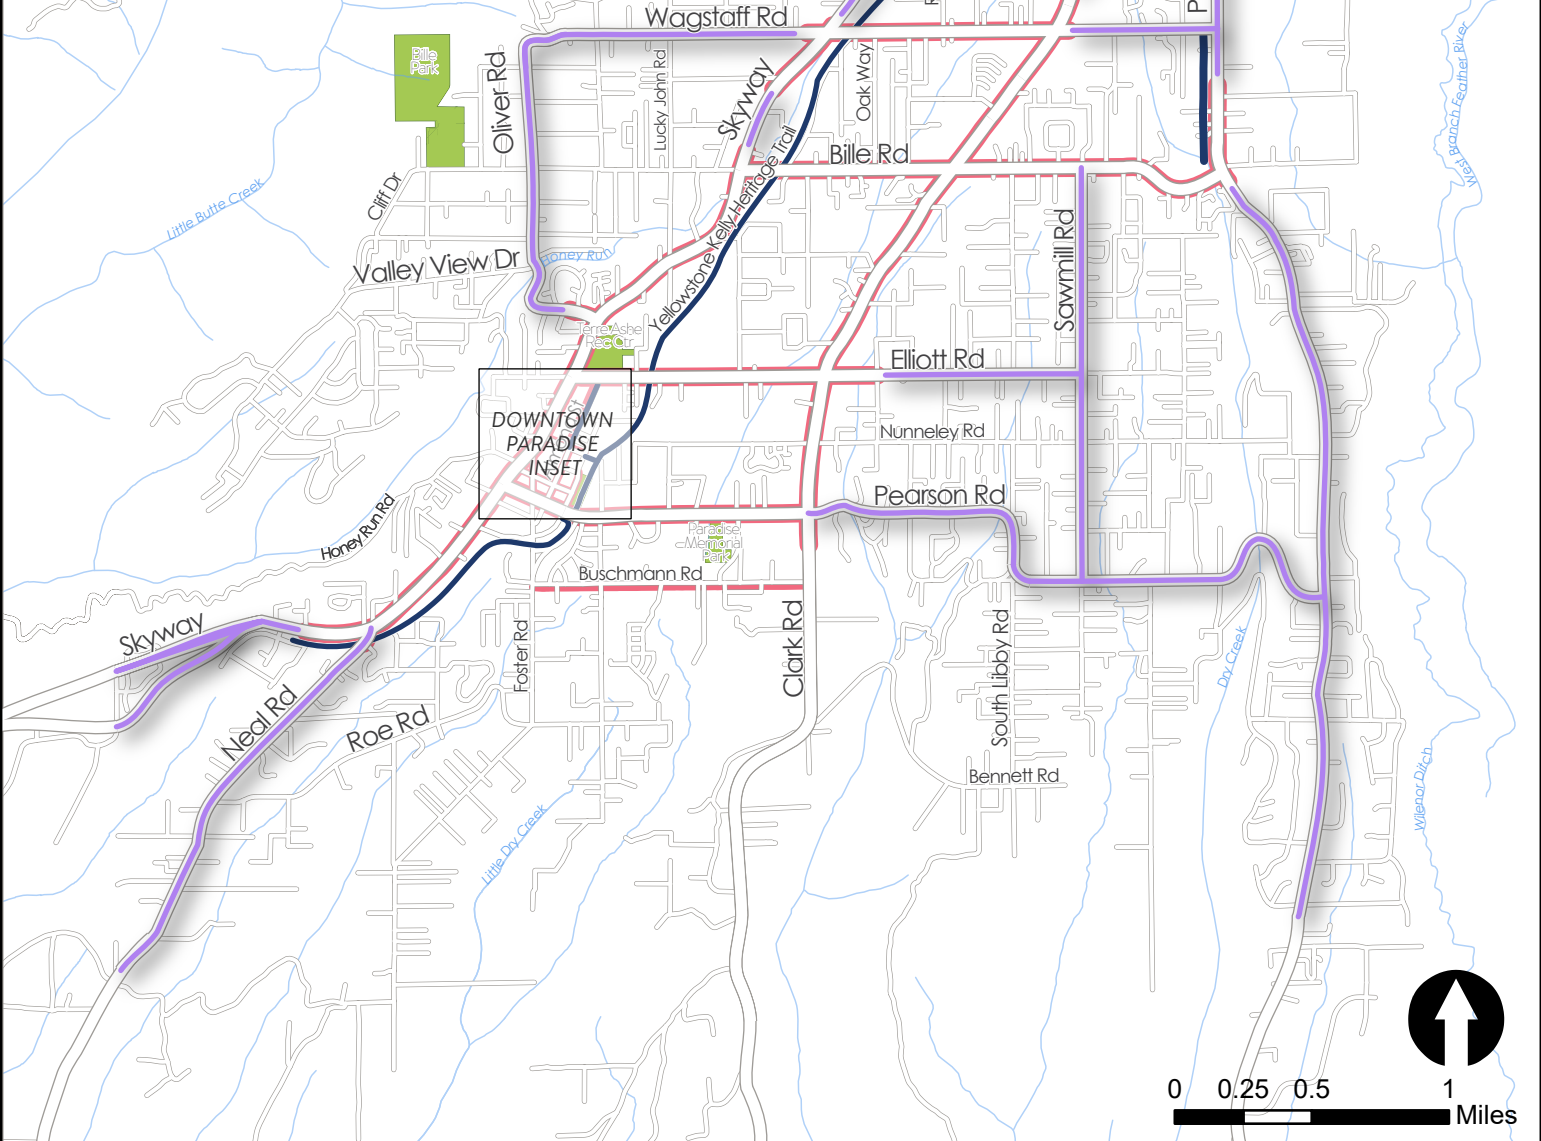 Wagstaff Rd
Bille
Park
Oliver Rd
Lucky John Rd
Skyway
Oak Way
West Branch Feather River
Bille Rd
Cliff Dr
Little Butte Creek
Yellowstone Kelly Heritage Trail
Valley View Dr
Honey Run
Sawmill Rd
Terre Ashe
Rec Ctr
Elliott Rd
DOWNTOWN
PARADISE
INSET
Nunneley Rd
Pearson Rd
Honey Run Rd
Paradise
Memorial
Park
Buschmann Rd
Skyway
Foster Rd
Clark Rd
South Libby Rd
Dry Creek
Neal Rd
Roe Rd
Bennett Rd
Wilenor Ditch
Little Dry Creek
0 0.25 0.5 1
Miles